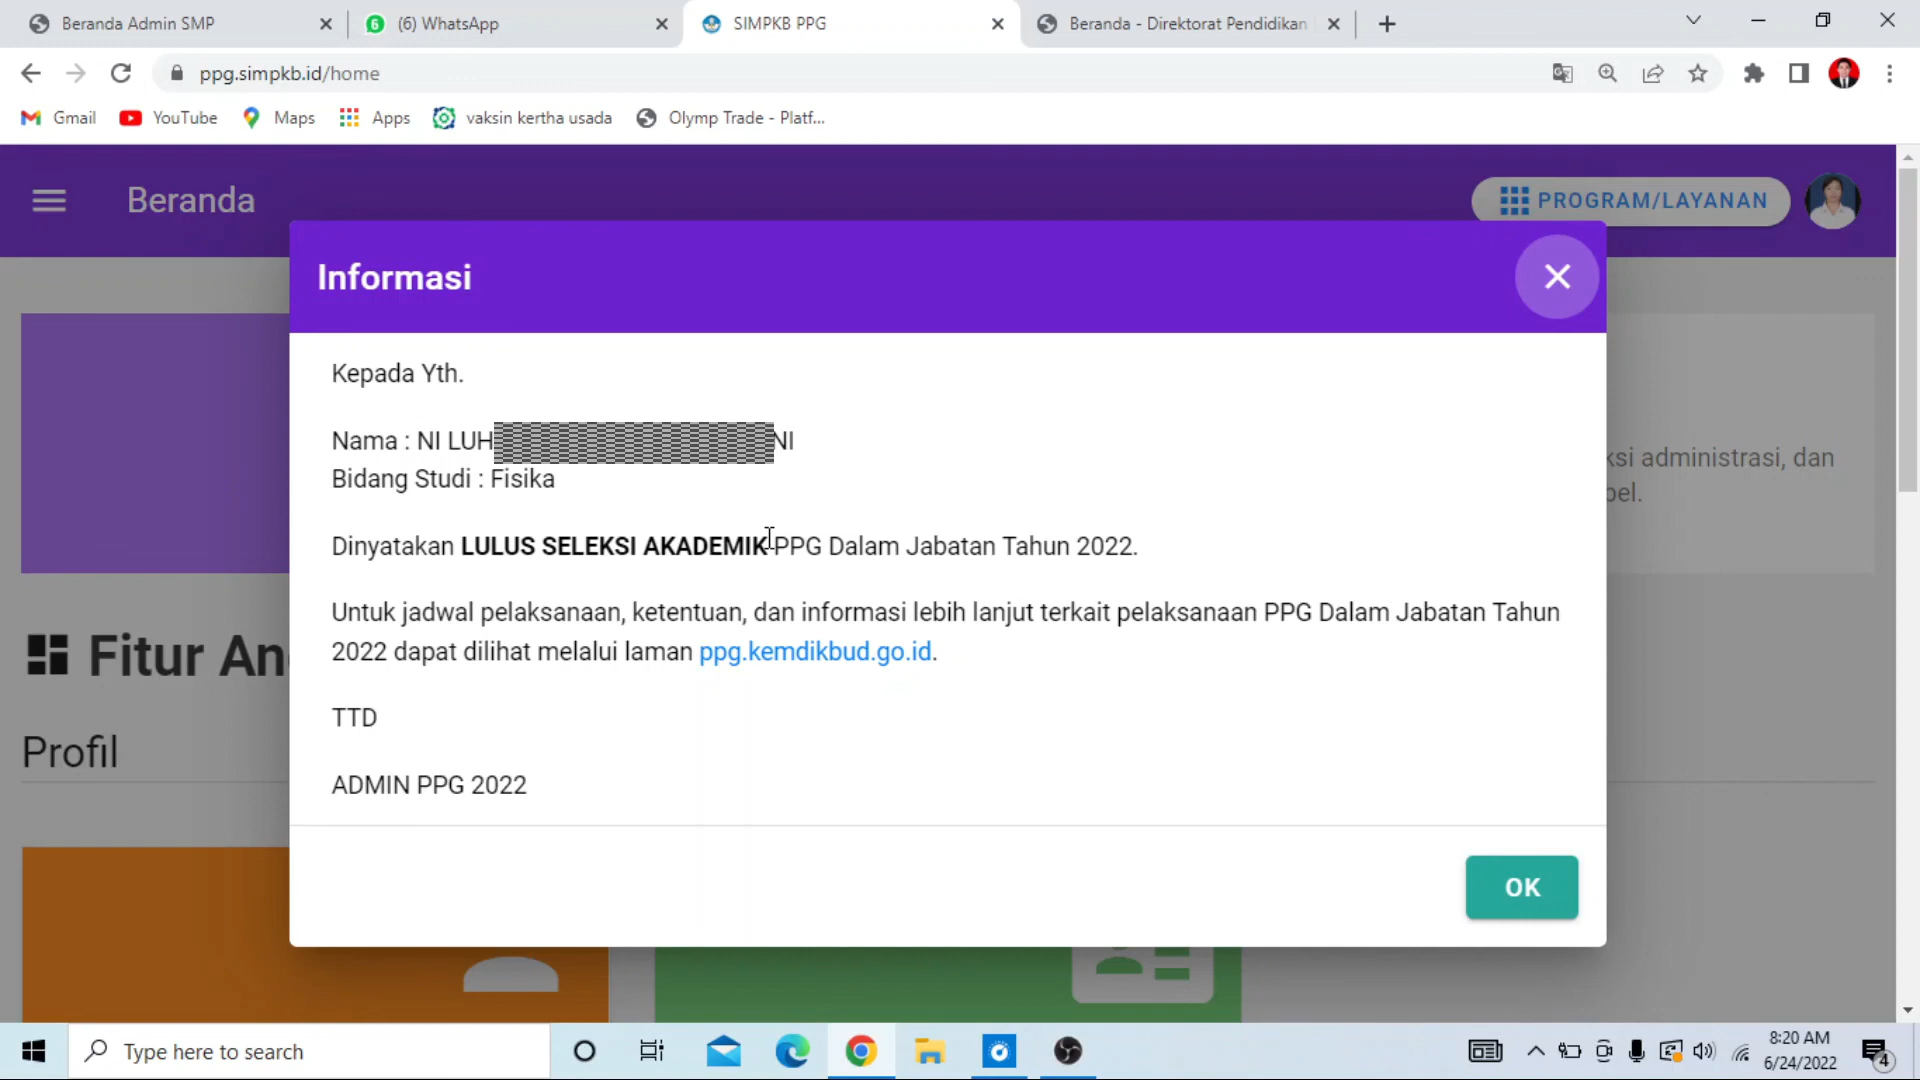 Beranda Admin SMP
(6) WhatsApp
SIMPKB PPG
Beranda - Direktorat Pendidikan
ppg.simpkb.id/home
Gmail
YouTube
Maps
Apps
vaksin kertha usada
Olymp Trade - Platf...
Beranda
PROGRAM/LAYANAN
Informasi
Kepada Yth.
Nama : NI LUH NI
Bidang Studi : Fisika
Dinyatakan LULUS SELEKSI AKADEMIK PPG Dalam Jabatan Tahun 2022.
Untuk jadwal pelaksanaan, ketentuan, dan informasi lebih lanjut terkait pelaksanaan PPG Dalam Jabatan Tahun
2022 dapat dilihat melalui laman ppg.kemdikbud.go.id.
TTD
ADMIN PPG 2022
OK
ksi administrasi, dan
bel.
Fitur An
Profil
Type here to search
8:20 AM
6/24/2022
4